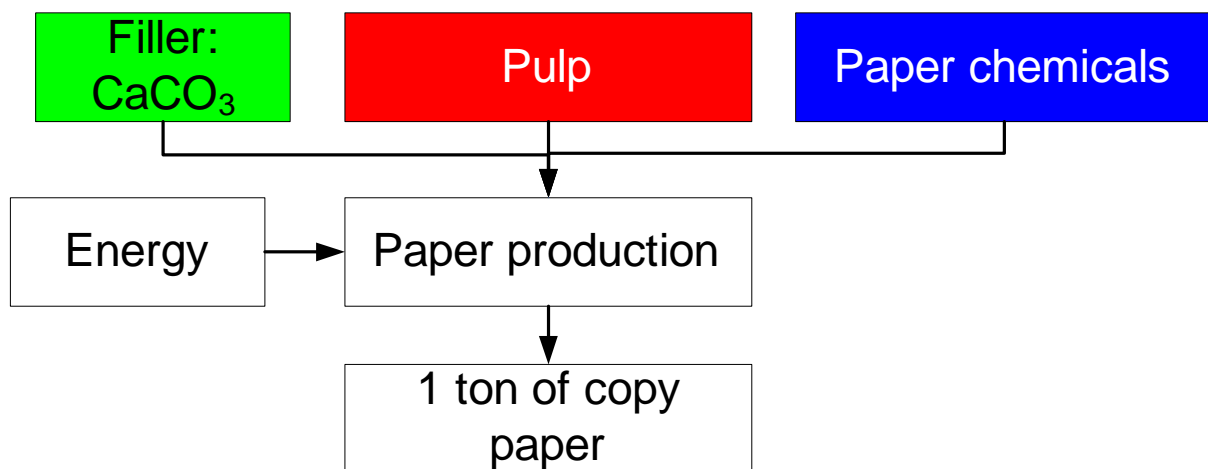 Filler:
CaCO₃
Pulp
Paper chemicals
Energy
Paper production
1 ton of copy
paper